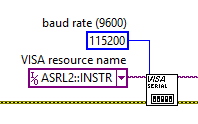 baud rate (9600)
115200
VISA resource name
I/O ASRL2::INSTR
VISA
SERIAL